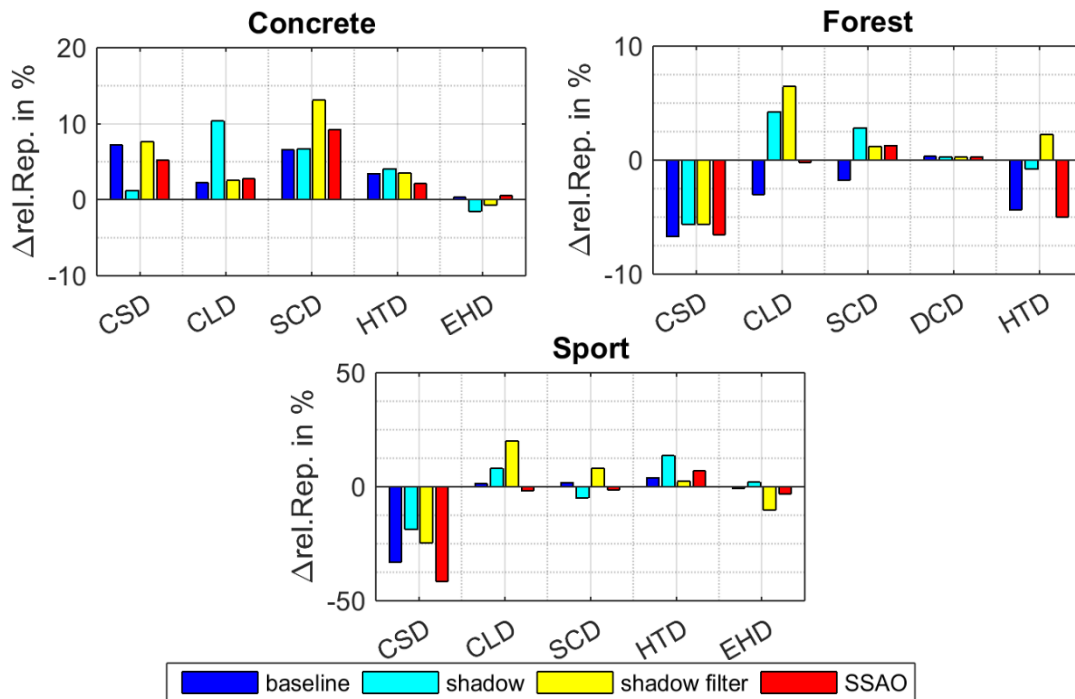 Concrete
Δrel.Rep. in %
20
10
0
-10
CSD CLD SCD HTD EHD
Forest
Δrel.Rep. in %
10
0
-10
CSD CLD SCD DCD HTD
Sport
Δrel.Rep. in %
50
0
-50
CSD CLD SCD HTD EHD
baseline shadow shadow filter SSAO